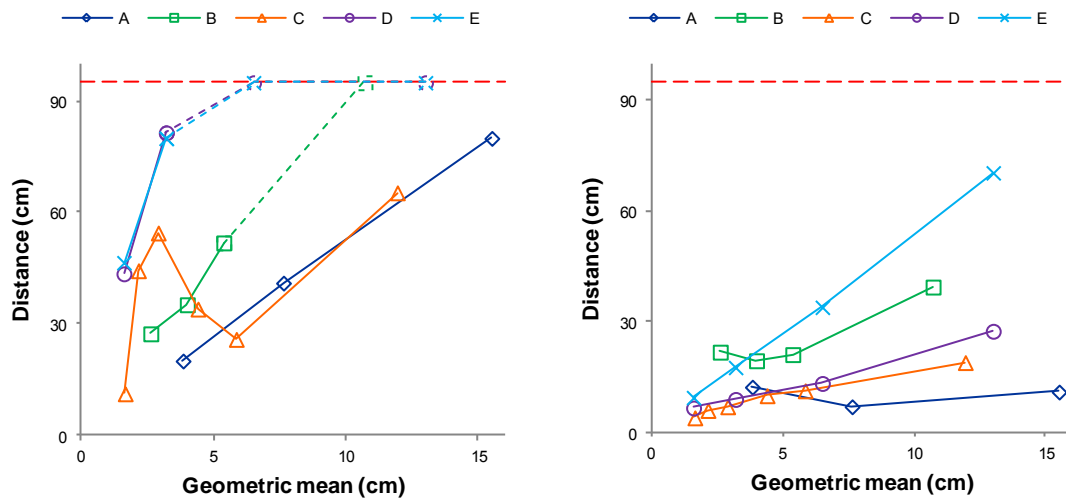 A B C D E
90
60
30
0
Distance (cm)
0 5 10 15
Geometric mean (cm)
A B C D E
90
60
30
0
Distance (cm)
0 5 10 15
Geometric mean (cm)